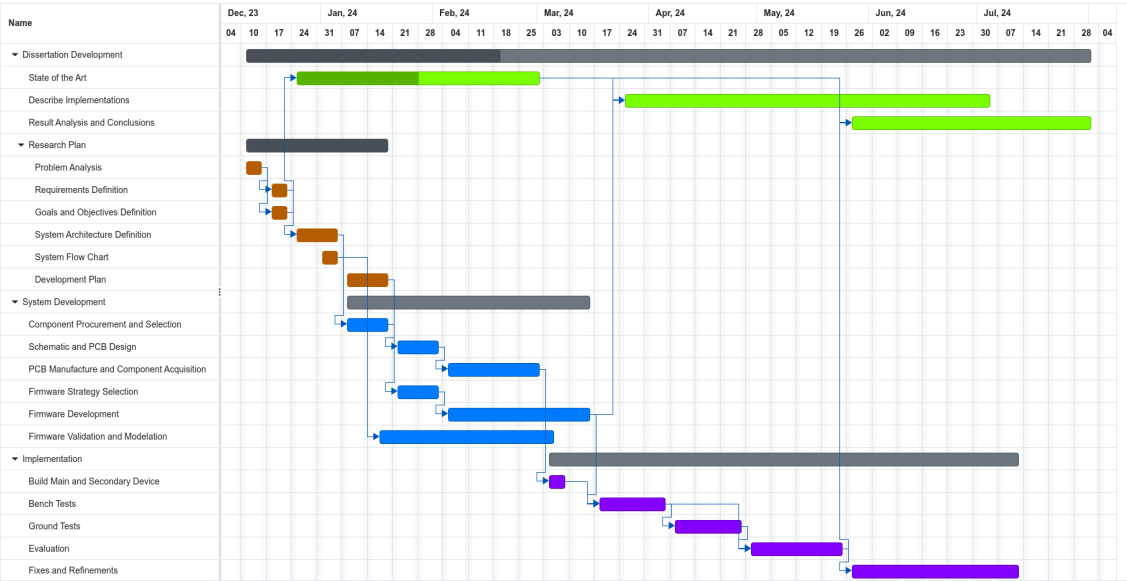 Name
Dec, 23 Jan, 24 Feb, 24 Mar, 24 Apr, 24 May, 24 Jun, 24 Jul, 24
04 10 17 24 31 07 14 21 28 04 11 18 25 03 10 17 24 31 07 14 21 28 05 12 19 26 02 09 16 23 30 07 14 21 28 04
Dissertation Development
State of the Art
Describe Implementations
Result Analysis and Conclusions
Research Plan
Problem Analysis
Requirements Definition
Goals and Objectives Definition
System Architecture Definition
System Flow Chart
Development Plan
System Development
Component Procurement and Selection
Schematic and PCB Design
PCB Manufacture and Component Acquisition
Firmware Strategy Selection
Firmware Development
Firmware Validation and Modelation
Implementation
Build Main and Secondary Device
Bench Tests
Ground Tests
Evaluation
Fixes and Refinements